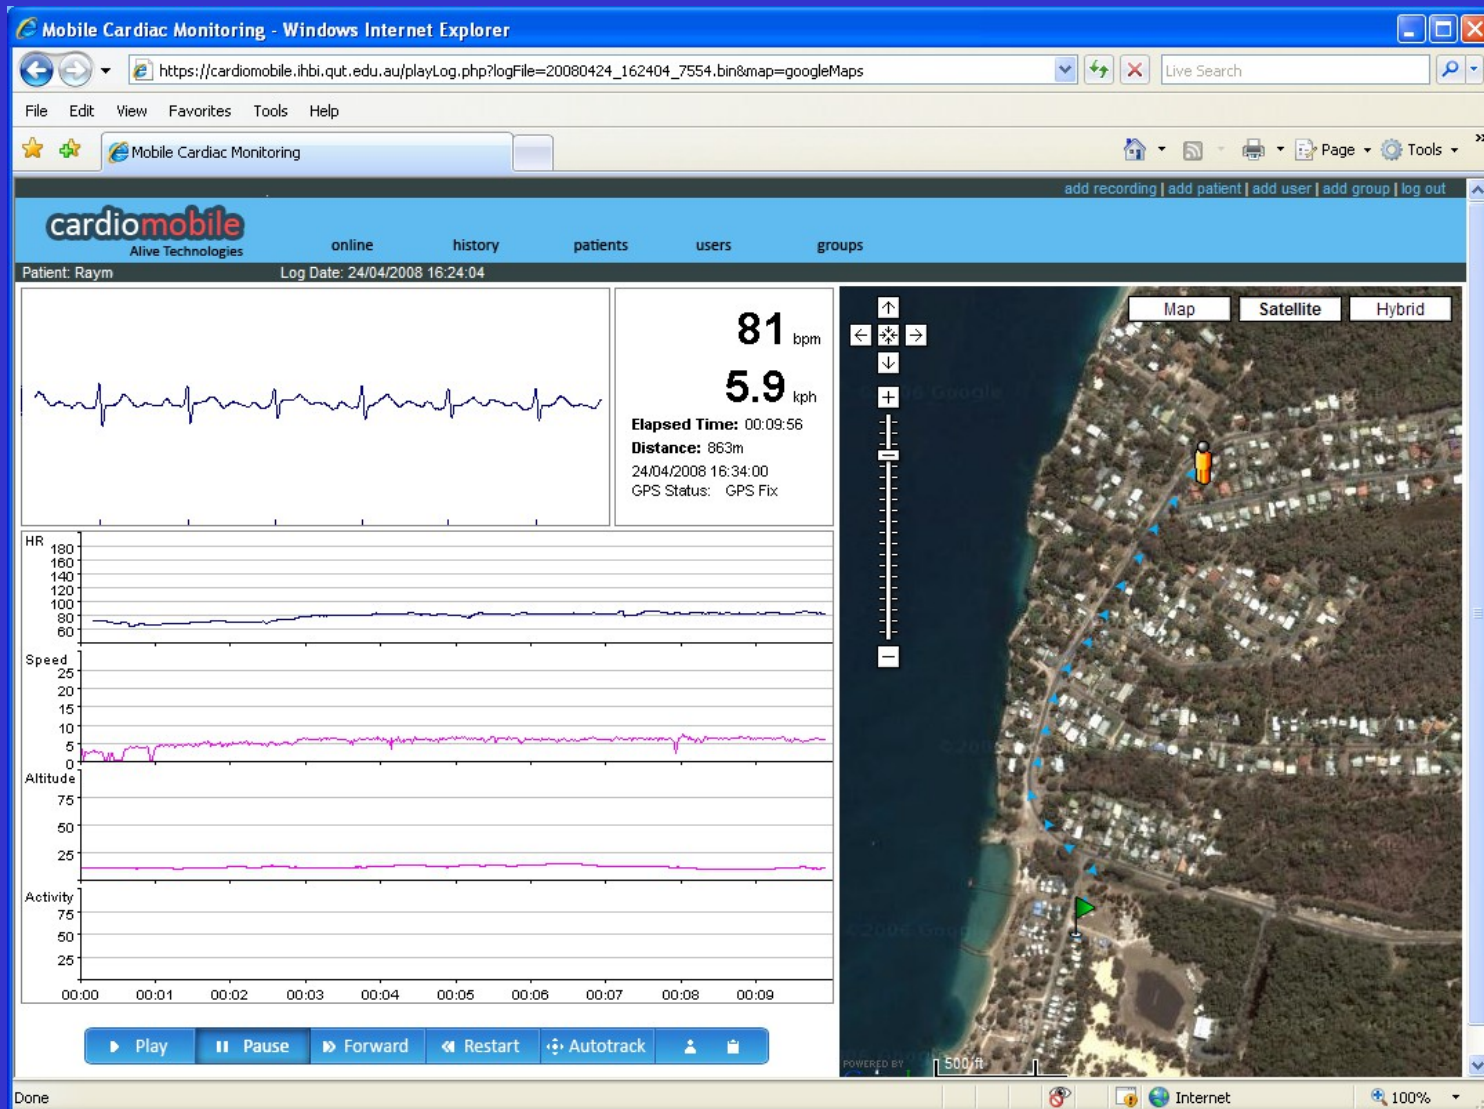 Mobile Cardiac Monitoring - Windows Internet Explorer
https://cardiomobile.ihbi.qut.edu.au/playLog.php?logFile=20080424_162404_7554.bin&map=googleMaps
Live Search
File Edit View Favorites Tools Help
Mobile Cardiac Monitoring
Page Tools
add recording | add patient | add user | add group | log out
cardiomobile
Alive Technologies
online history patients users groups
Patient: Raym Log Date: 24/04/2008 16:24:04
81 bpm
5.9 kph
Elapsed Time: 00:09:56
Distance: 863m
24/04/2008 16:34:00
GPS Status: GPS Fix
Map Satellite Hybrid
HR
180
160
140
120
100
80
60
Speed
25
20
15
10
5
0
Altitude
75
50
25
Activity
75
50
25
00:00 00:01 00:02 00:03 00:04 00:05 00:06 00:07 00:08 00:09
Play Pause Forward Restart Autotrack
POWERED BY
500 ft
Done Internet 100%